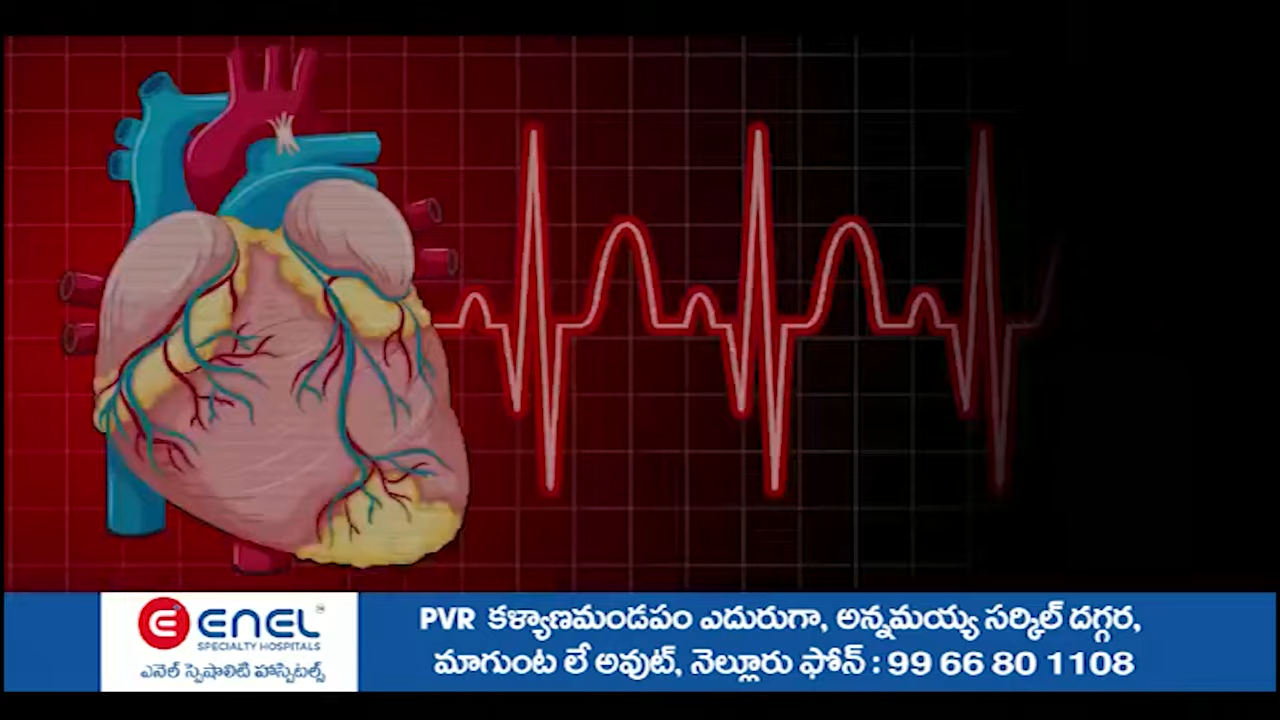 ENEL
SPECIALTY HOSPITALS
ఎనెల్ స్పెషాలిటి హాస్పిటల్స్
PVR కళ్యాణమండపం ఎదురుగా, అన్నమయ్య సర్కిల్ దగ్గర,
మాగుంట లే అవుట్, నెల్లూరు ఫోన్ : 99 66 80 1108